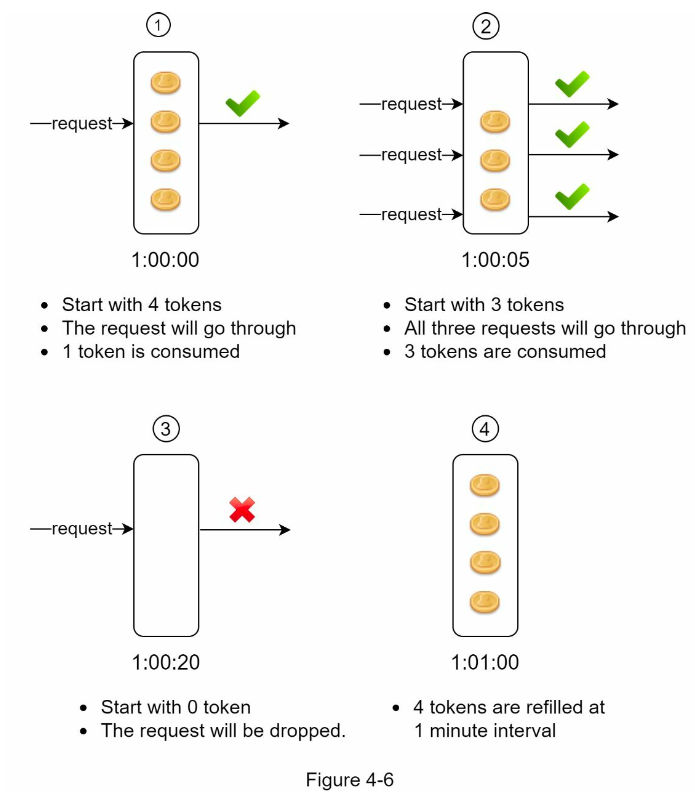 1
request
1:00:00
• Start with 4 tokens
• The request will go through
• 1 token is consumed
2
request
request
request
1:00:05
• Start with 3 tokens
• All three requests will go through
• 3 tokens are consumed
3
request
1:00:20
• Start with 0 token
• The request will be dropped.
4
1:01:00
• 4 tokens are refilled at
1 minute interval
Figure 4-6